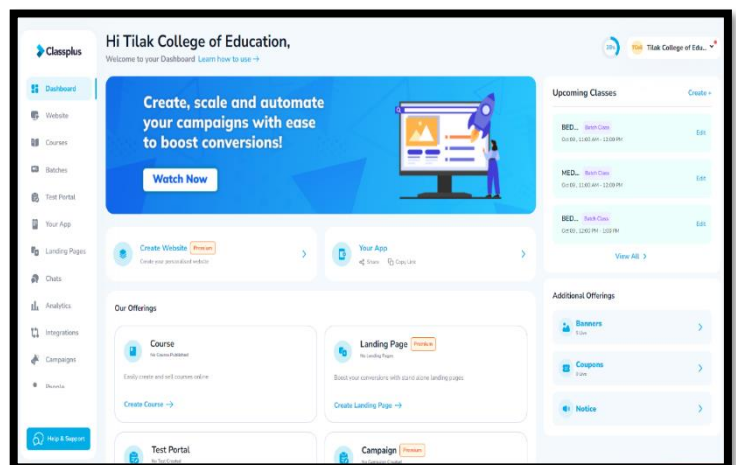 Classplus
Hi Tilak College of Education,
Welcome to your Dashboard Learn how to use →
Tilak College of Edu...
Dashboard
Website
Courses
Batches
Test Portal
Your App
Landing Pages
Chats
Analytics
Integrations
Campaigns
Help & Support
Create, scale and automate
your campaigns with ease
to boost conversions!
Watch Now
Create Website Premium
Create your personalised website
Your App
Share Copy Link
Our Offerings
Course
No Course Published
Easily create and sell courses online
Create Course →
Landing Page Premium
No Landing Pages
Boost your conversions with stand alone landing pages
Create Landing Page →
Test Portal
No Test Created
Campaign Premium
No Campaign Created
Upcoming Classes
Create +
BED... Batch Class
Edit
MED... Batch Class
Edit
BED... Batch Class
Edit
View All >
Additional Offerings
Banners
Coupons
Notice